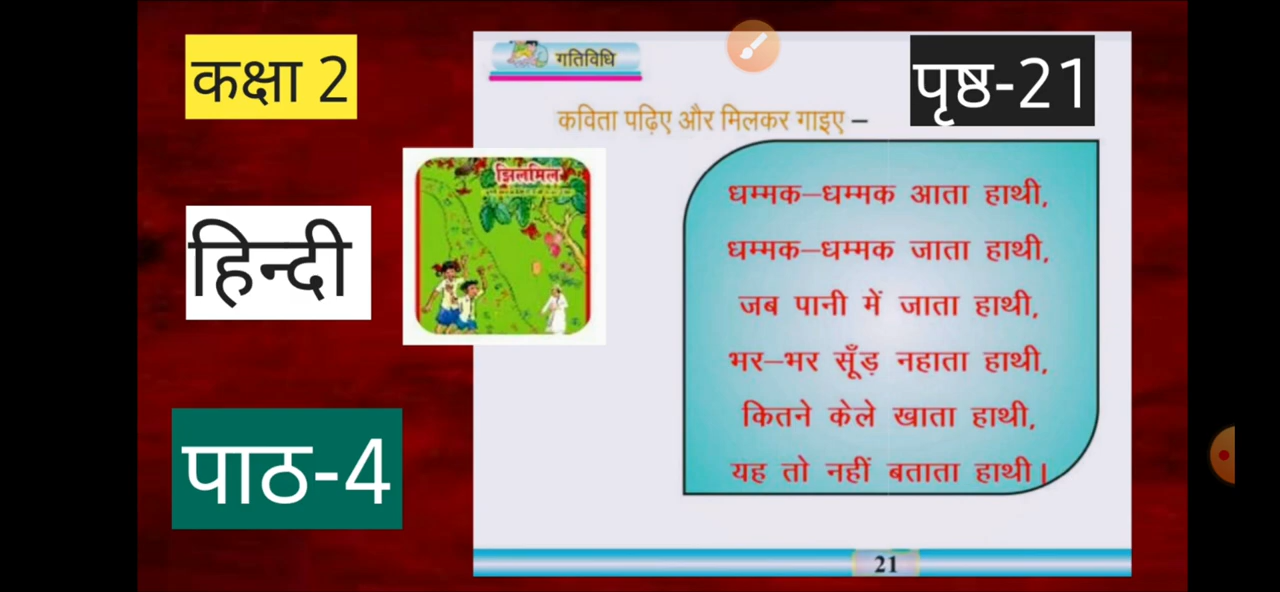 कक्षा 2
हिन्दी
पाठ-4
झिलमिल
गतिविधि
पृष्ठ-21
कविता पढ़िए और मिलकर गाइए –
धम्मक–धम्मक आता हाथी,
धम्मक–धम्मक जाता हाथी,
जब पानी में जाता हाथी,
भर–भर सूँड़ नहाता हाथी,
कितने केले खाता हाथी,
यह तो नहीं बताता हाथी।
21